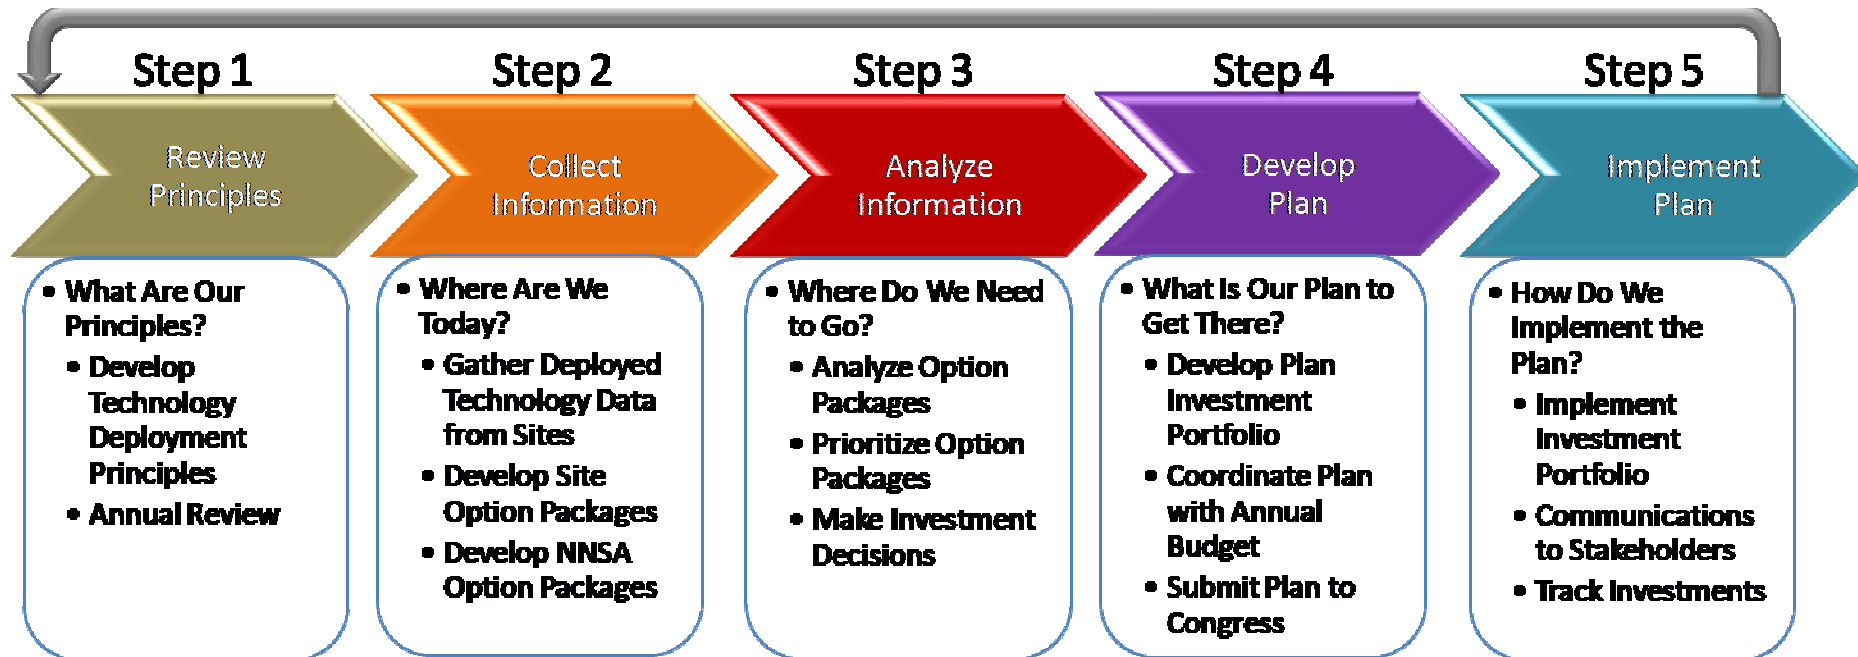 Step 1
Review
Principles
• What Are Our
Principles?
• Develop
Technology
Deployment
Principles
• Annual Review
Step 2
Collect
Information
• Where Are We
Today?
• Gather Deployed
Technology Data
from Sites
• Develop Site
Option Packages
• Develop NNSA
Option Packages
Step 3
Analyze
Information
• Where Do We Need
to Go?
• Analyze Option
Packages
• Prioritize Option
Packages
• Make Investment
Decisions
Step 4
Develop
Plan
• What Is Our Plan to
Get There?
• Develop Plan
Investment
Portfolio
• Coordinate Plan
with Annual
Budget
• Submit Plan to
Congress
Step 5
Implement
Plan
• How Do We
Implement the
Plan?
• Implement
Investment
Portfolio
• Communications
to Stakeholders
• Track Investments